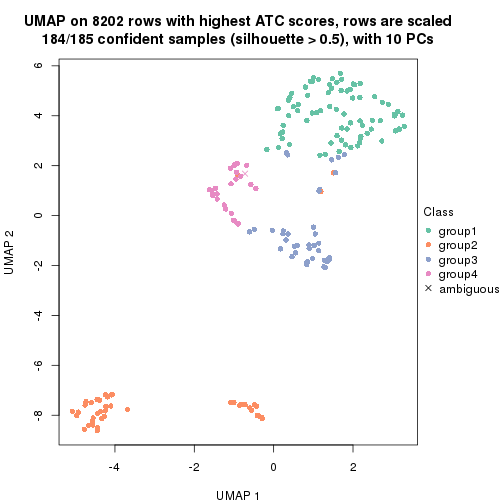 UMAP on 8202 rows with highest ATC scores, rows are scaled
184/185 confident samples (silhouette > 0.5), with 10 PCs
6
4
2
0
-2
-4
-6
-8
UMAP 2
-4
-2
0
2
UMAP 1
Class
group1
group2
group3
group4
ambiguous